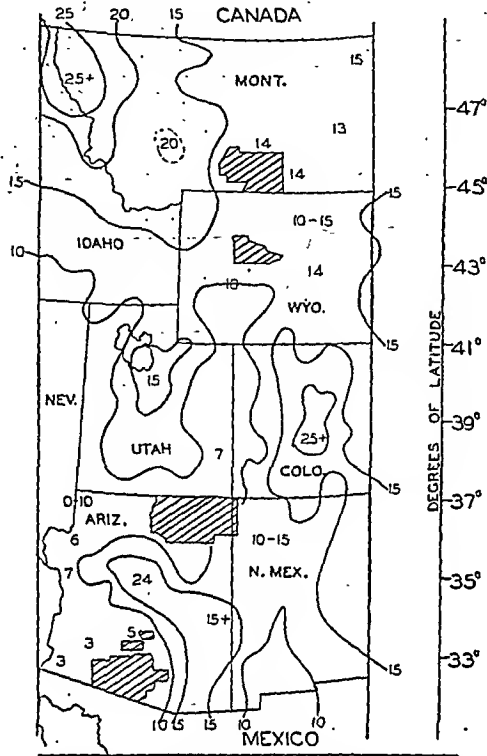 25 20 15 CANADA
25+ MONT. 15
47°
20 14 13
14
45°
15 15
10-15
IDAHO
10 14 43°
10 WYO.
15 41°
NEV. 15
25+ 39°
UTAH 7
COLO.
15
37°
0-10 ARIZ.
6 10-15
7 24 N. MEX. 35°
15+
5
3
3 15 33°
10 15 15 10 10
MEXICO
DEGREES OF LATITUDE